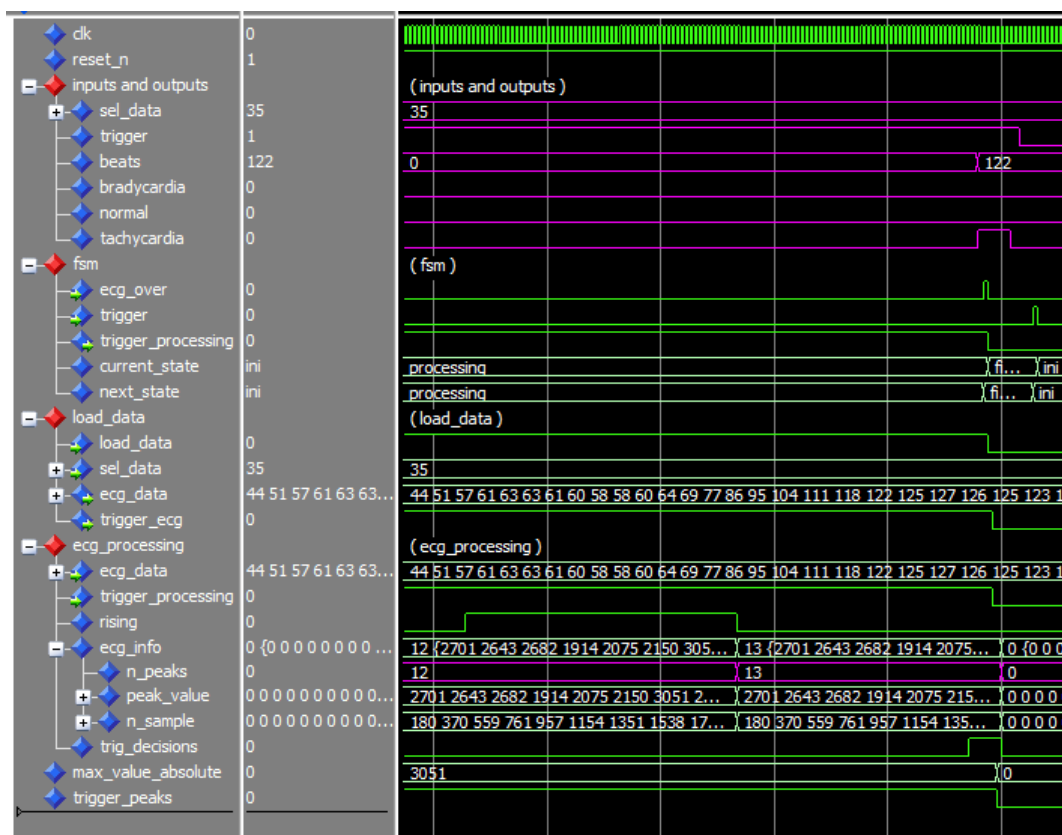 clk 0
reset_n 1
inputs and outputs ( inputs and outputs )
sel_data 35 35
trigger 1
beats 122 0 122
bradycardia 0
normal 0
tachycardia 0
fsm ( fsm )
ecg_over 0
trigger 0
trigger_processing 0
current_state ini processing fi... ini
next_state ini processing fi... ini
load_data ( load_data )
load_data 0
sel_data 35 35
ecg_data 44 51 57 61 63 63... 44 51 57 61 63 63 61 60 58 58 60 64 69 77 86 95 104 111 118 122 125 127 126 125 123 1
trigger_ecg 0
ecg_processing ( ecg_processing )
ecg_data 44 51 57 61 63 63... 44 51 57 61 63 63 61 60 58 58 60 64 69 77 86 95 104 111 118 122 125 127 126 125 123 1
trigger_processing 0
rising 0
ecg_info 0 {0 0 0 0 0 0 0 0 0 ... 12 {2701 2643 2682 1914 2075 2150 305... 13 {2701 2643 2682 1914 2075... 0 {0 0 0
n_peaks 0 12 13 0
peak_value 0 0 0 0 0 0 0 0 0 0 0... 2701 2643 2682 1914 2075 2150 3051 2... 2701 2643 2682 1914 2075 215... 0 0 0 0
n_sample 0 0 0 0 0 0 0 0 0 0 0... 180 370 559 761 957 1154 1351 1538 17... 180 370 559 761 957 1154 135... 0 0 0 0
trig_decisions 0
max_value_absolute 0 3051 0
trigger_peaks 0